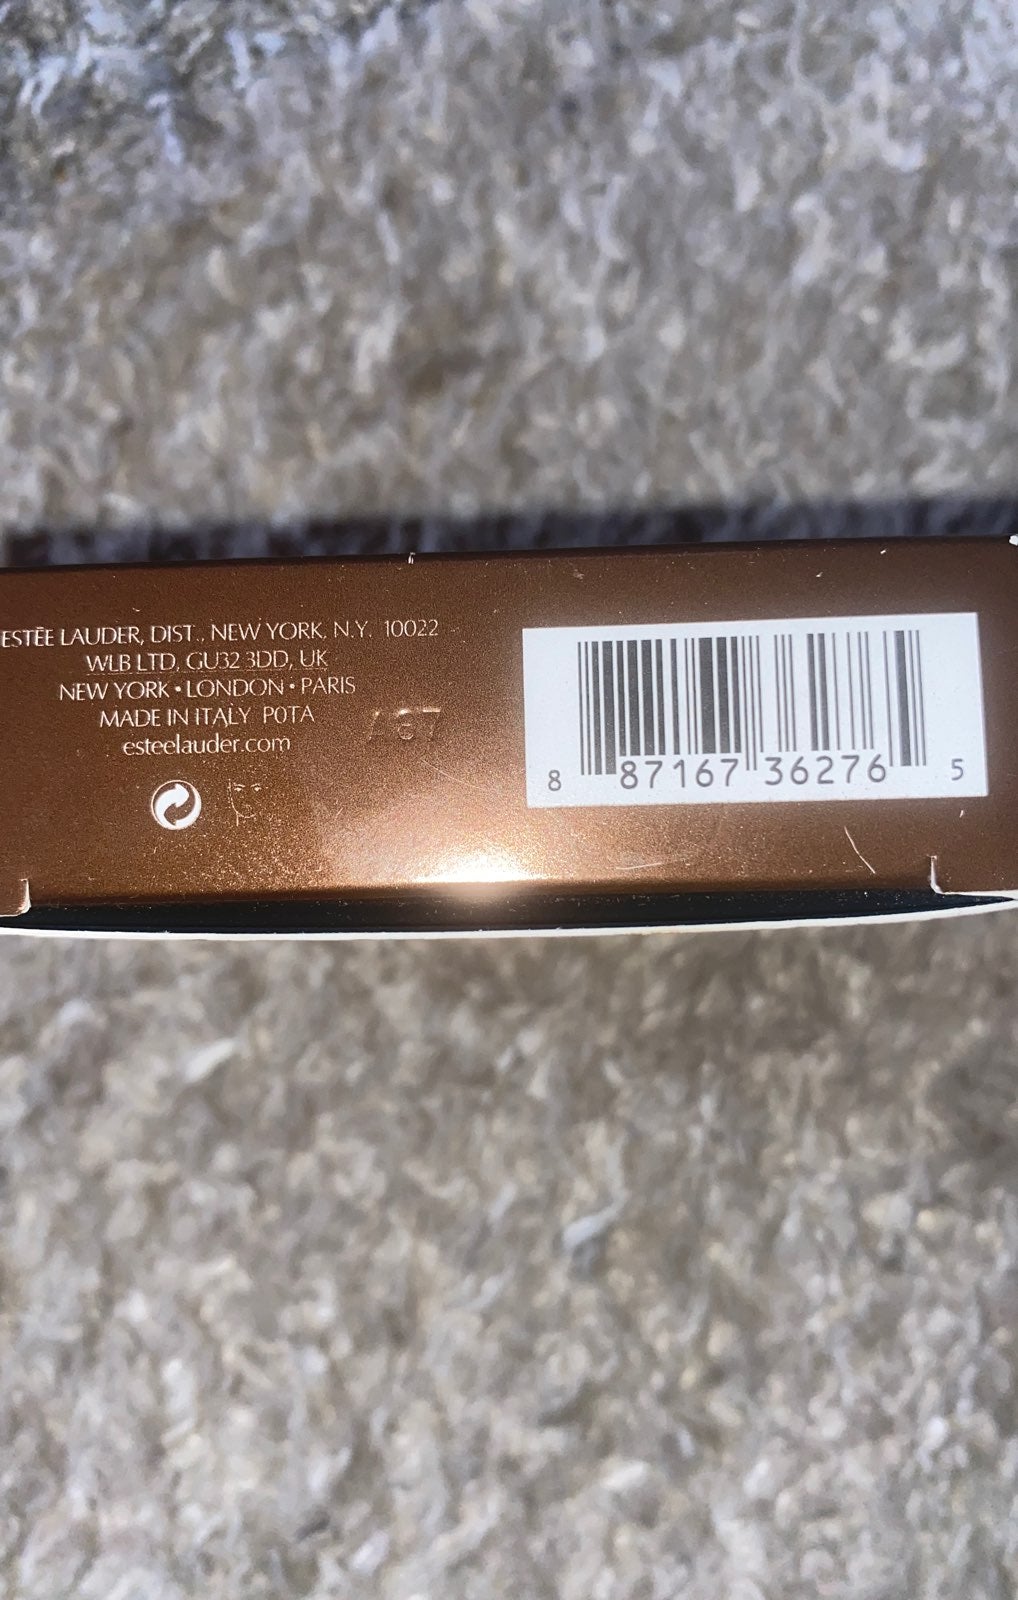 ESTĒE LAUDER, DIST., NEW YORK, N.Y. 10022
WLB LTD, GU32 3DD, UK
NEW YORK • LONDON • PARIS
MADE IN ITALY P0TA
esteelauder.com
A67
8 87167 36276 5